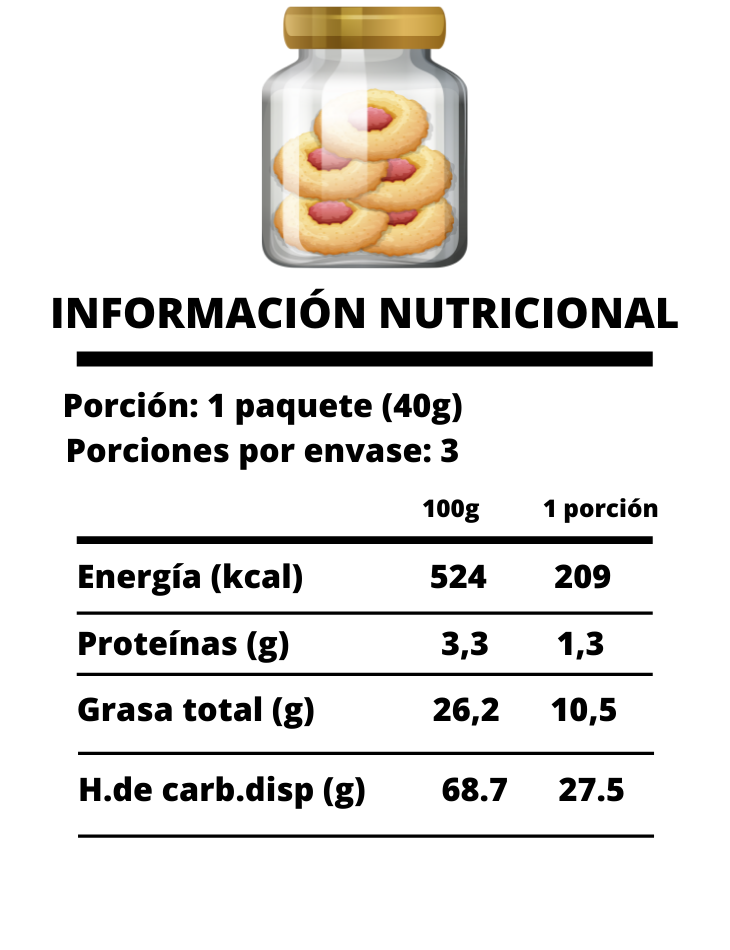 INFORMACIÓN NUTRICIONAL
Porción: 1 paquete (40g)
Porciones por envase: 3
100g 1 porción
Energía (kcal) 524 209
Proteínas (g) 3,3 1,3
Grasa total (g) 26,2 10,5
H.de carb.disp (g) 68.7 27.5